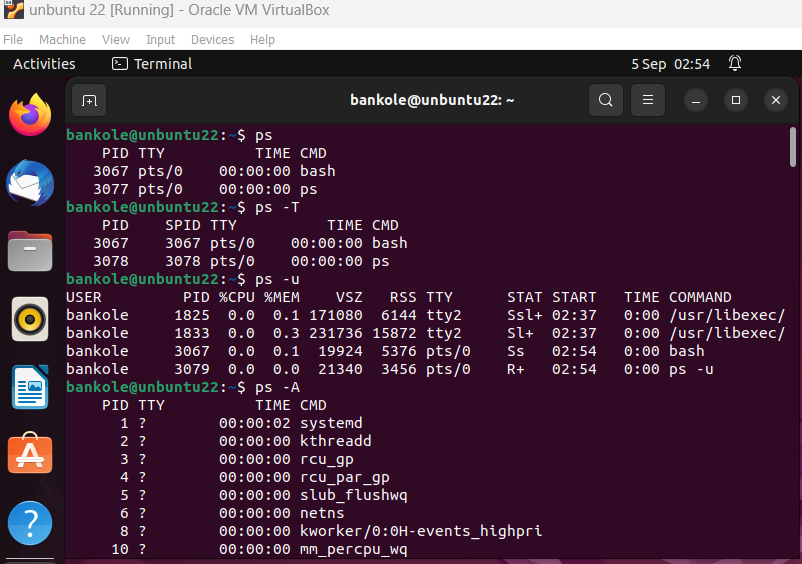 unbuntu 22 [Running] - Oracle VM VirtualBox
File Machine View Input Devices Help
Activities Terminal 5 Sep 02:54
bankole@unbuntu22: ~
bankole@unbuntu22:~$ ps
PID TTY TIME CMD
3067 pts/0 00:00:00 bash
3077 pts/0 00:00:00 ps
bankole@unbuntu22:~$ ps -T
PID SPID TTY TIME CMD
3067 3067 pts/0 00:00:00 bash
3078 3078 pts/0 00:00:00 ps
bankole@unbuntu22:~$ ps -u
USER PID %CPU %MEM VSZ RSS TTY STAT START TIME COMMAND
bankole 1825 0.0 0.1 171080 6144 tty2 Ssl+ 02:37 0:00 /usr/libexec/
bankole 1833 0.0 0.3 231736 15872 tty2 Sl+ 02:37 0:00 /usr/libexec/
bankole 3067 0.0 0.1 19924 5376 pts/0 Ss 02:54 0:00 bash
bankole 3079 0.0 0.0 21340 3456 pts/0 R+ 02:54 0:00 ps -u
bankole@unbuntu22:~$ ps -A
PID TTY TIME CMD
1 ? 00:00:02 systemd
2 ? 00:00:00 kthreadd
3 ? 00:00:00 rcu_gp
4 ? 00:00:00 rcu_par_gp
5 ? 00:00:00 slub_flushwq
6 ? 00:00:00 netns
8 ? 00:00:00 kworker/0:0H-events_highpri
10 ? 00:00:00 mm_percpu_wq